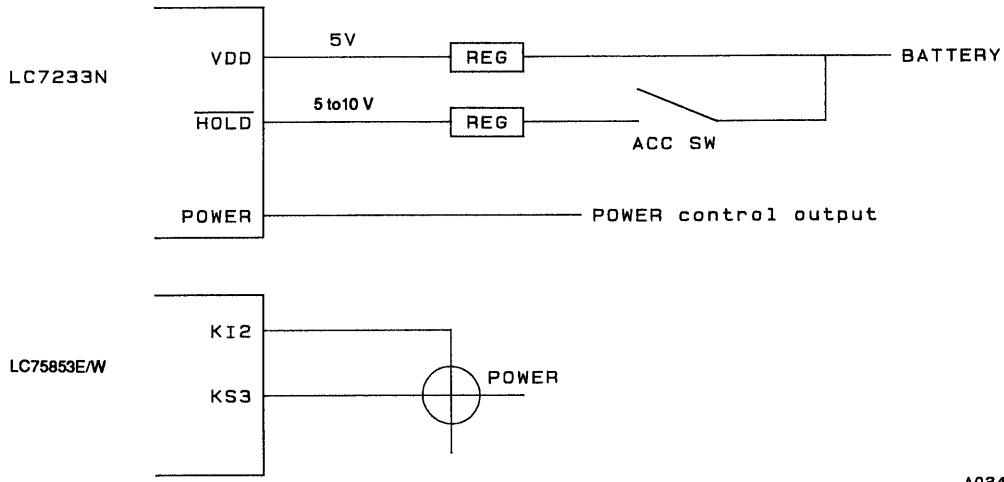 LC7233N
VDD
5V
REG
BATTERY
HOLD
5 to10 V
REG
ACC SW
POWER
POWER control output
LC75853E/W
KI2
KS3
POWER